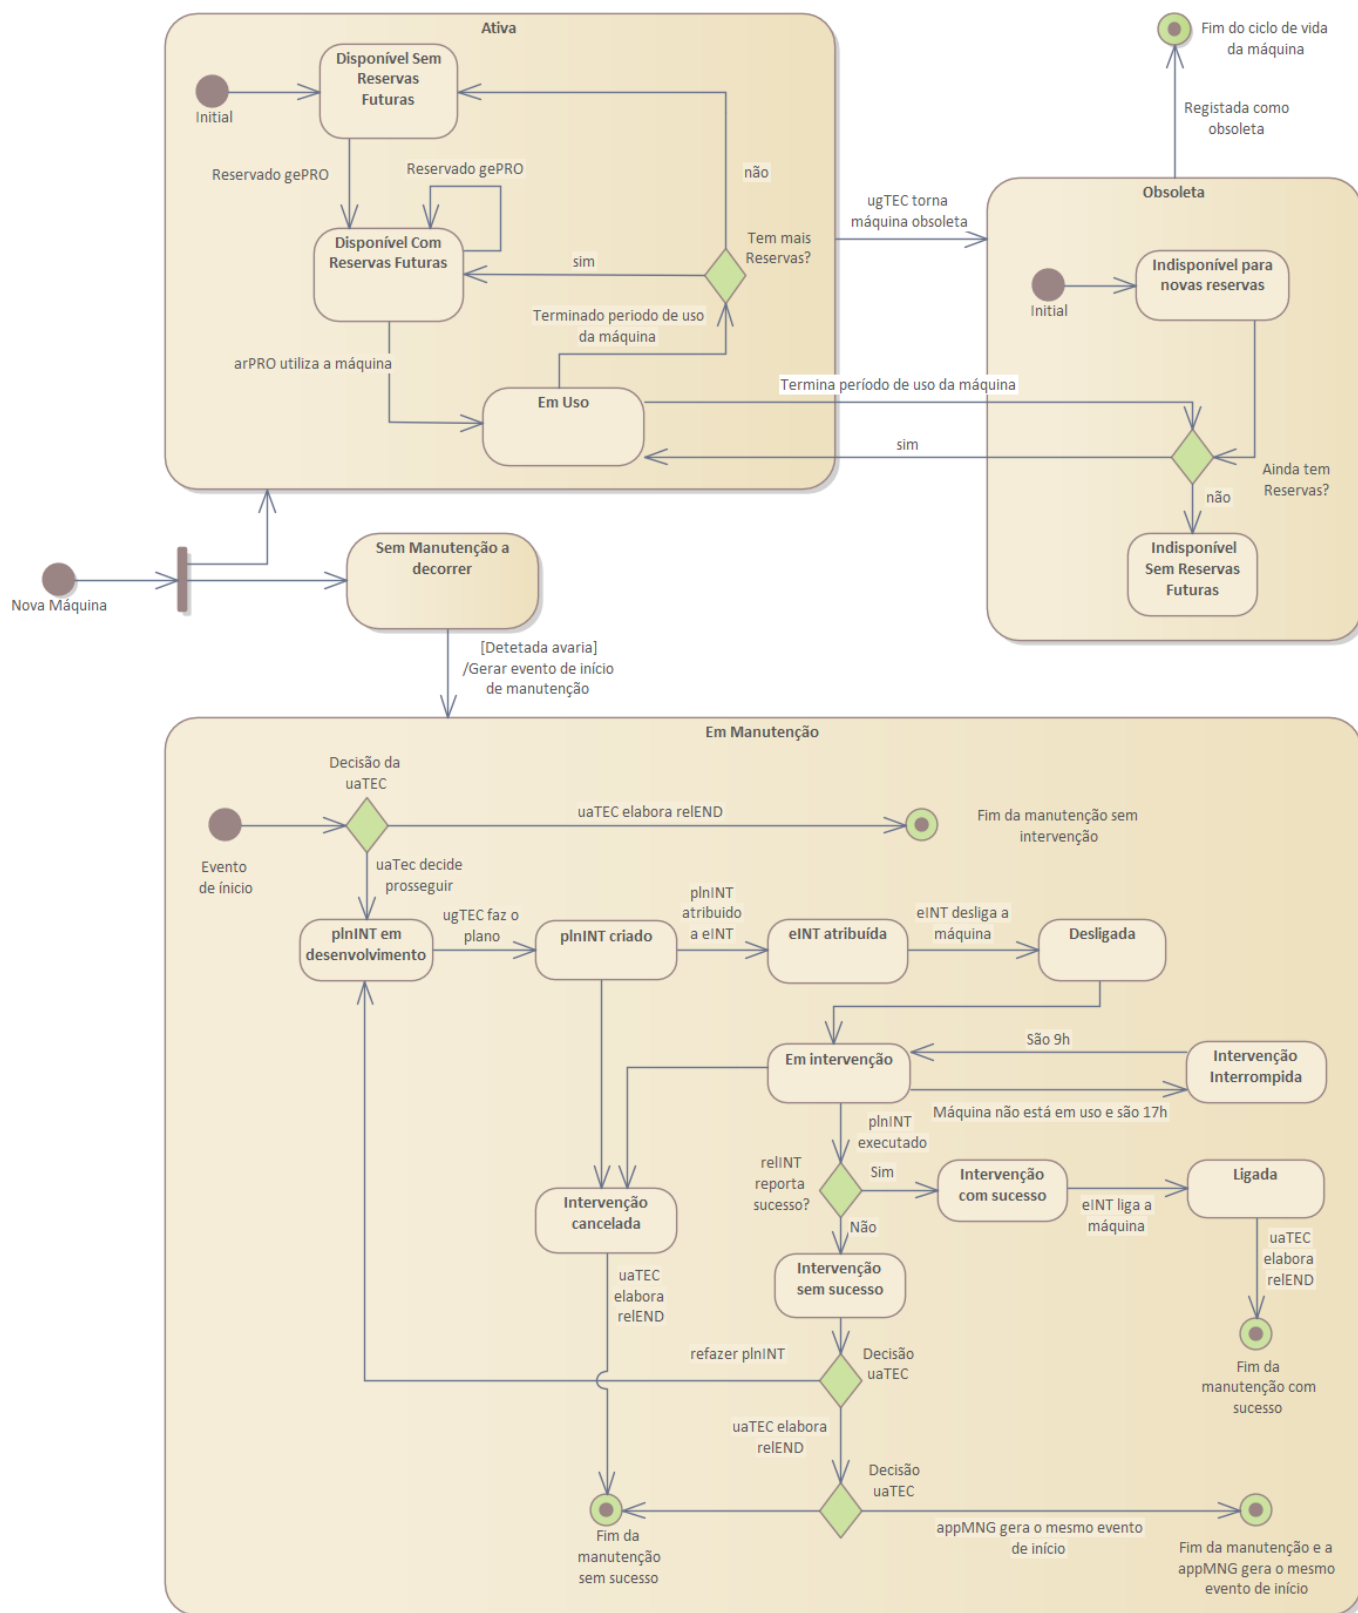 Ativa
Disponível Sem
Reservas
Futuras
Initial
Reservado gePRO
Reservado gePRO
Disponível Com
Reservas Futuras
não
Tem mais
Reservas?
sim
Terminado periodo de uso
da máquina
arPRO utiliza a máquina
Em Uso
ugTEC torna
máquina obsoleta
Fim do ciclo de vida
da máquina
Registada como
obsoleta
Obsoleta
Indisponível para
novas reservas
Initial
Termina período de uso da máquina
sim
Ainda tem
Reservas?
não
Indisponível
Sem Reservas
Futuras
Nova Máquina
Sem Manutenção a
decorrer
[Detetada avaria]
/Gerar evento de início
de manutenção
Em Manutenção
Decisão da
uaTEC
Evento
de ínicio
uaTEC elabora relEND
Fim da manutenção sem
intervenção
uaTec decide
prosseguir
plnINT em
desenvolvimento
ugTEC faz o
plano
plnINT criado
plnINT
atribuido
a eINT
eINT atribuída
eINT desliga a
máquina
Desligada
Em intervenção
São 9h
Intervenção
Interrompida
Máquina não está em uso e são 17h
plnINT
executado
relINT
reporta
sucesso?
Sim
Intervenção
com sucesso
eINT liga a
máquina
Ligada
Não
Intervenção
cancelada
Intervenção
sem sucesso
uaTEC
elabora
relEND
uaTEC
elabora
relEND
refazer plnINT
Decisão
uaTEC
Fim da
manutenção com
sucesso
uaTEC elabora
relEND
Decisão
uaTEC
appMNG gera o mesmo evento
de início
Fim da
manutenção
sem sucesso
Fim da manutenção e a
appMNG gera o mesmo
evento de início